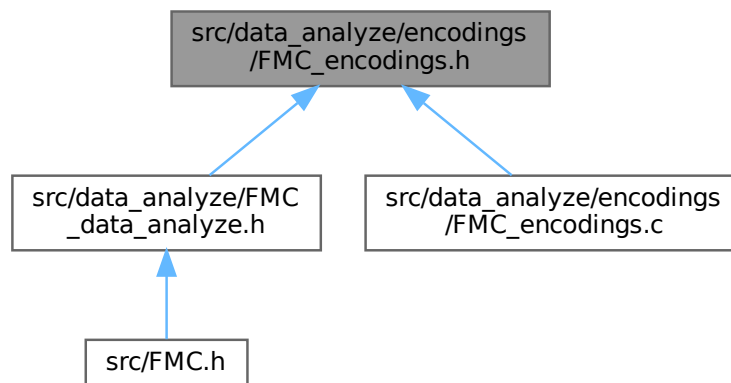 src/data_analyze/encodings
/FMC_encodings.h
src/data_analyze/FMC
_data_analyze.h
src/data_analyze/encodings
/FMC_encodings.c
src/FMC.h